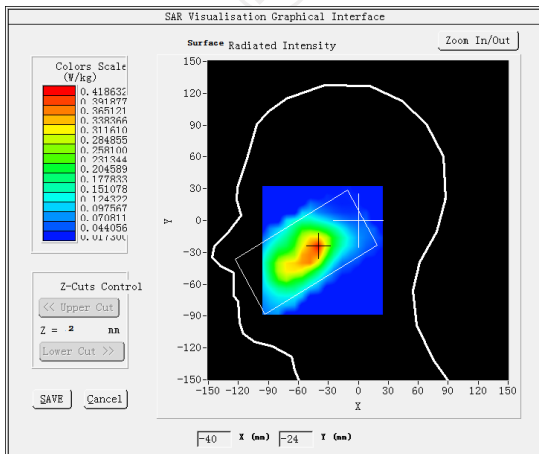 SAR Visualisation Graphical Interface
Surface Radiated Intensity
Zoom In/Out
Colors Scale
(W/kg)
0.418632
0.391877
0.365121
0.338366
0.311610
0.284855
0.258100
0.231344
0.204589
0.177833
0.151078
0.124322
0.097567
0.070811
0.044056
0.017300
Z-Cuts Control
<< Upper Cut
Z = 2 mm
Lower Cut >>
SAVE Cancel
150
120
90
60
30
0
-30
-60
-90
-120
-150
Y
-150 -120 -90 -60 -30 0 30 60 90 120 150
X
-40 X (mm) -24 Y (mm)